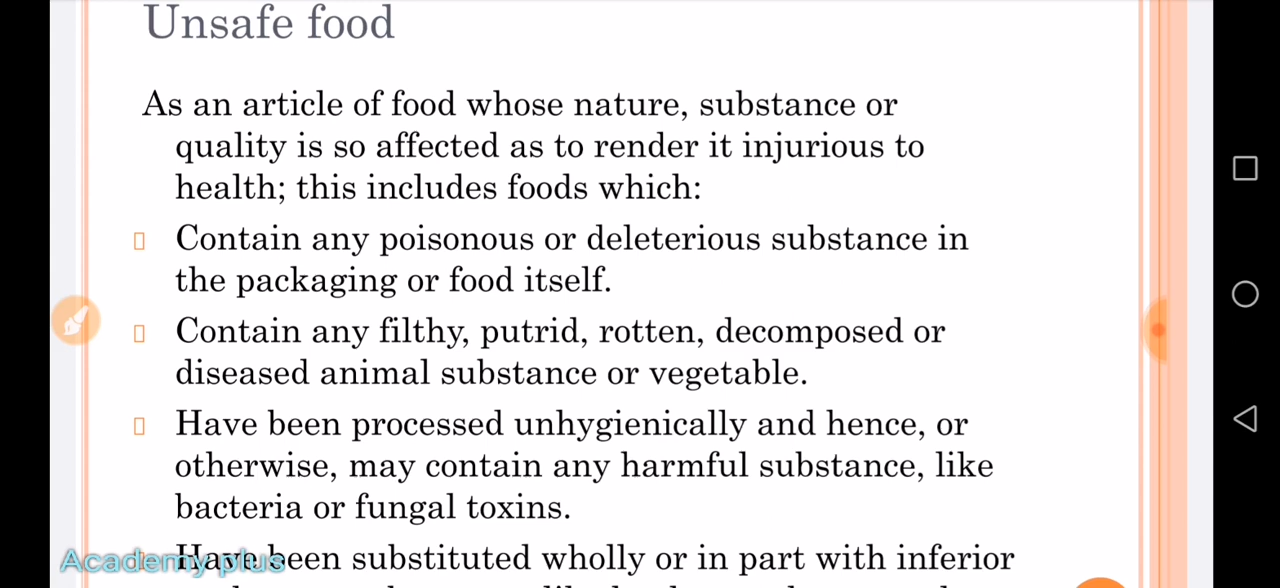 Unsafe food
As an article of food whose nature, substance or
quality is so affected as to render it injurious to
health; this includes foods which:
Contain any poisonous or deleterious substance in
the packaging or food itself.
Contain any filthy, putrid, rotten, decomposed or
diseased animal substance or vegetable.
Have been processed unhygienically and hence, or
otherwise, may contain any harmful substance, like
bacteria or fungal toxins.
Have been substituted wholly or in part with inferior
Academy plus